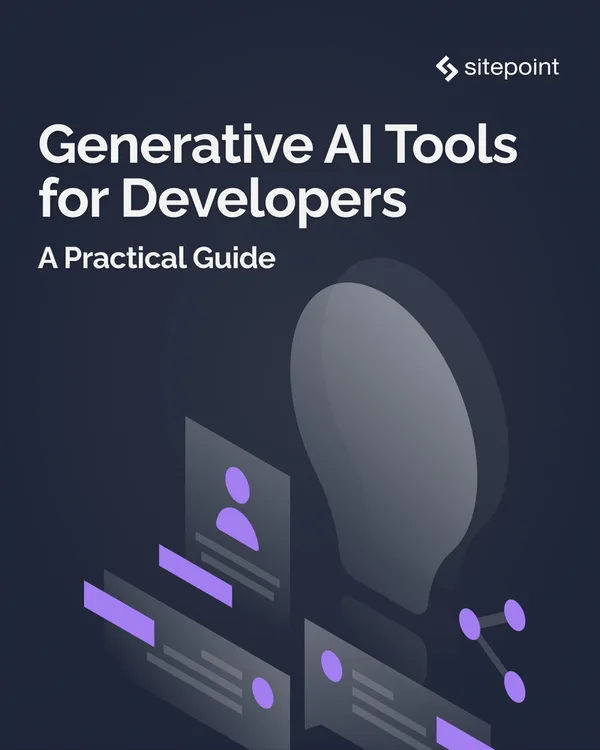 sitepoint
Generative AI Tools
for Developers
A Practical Guide